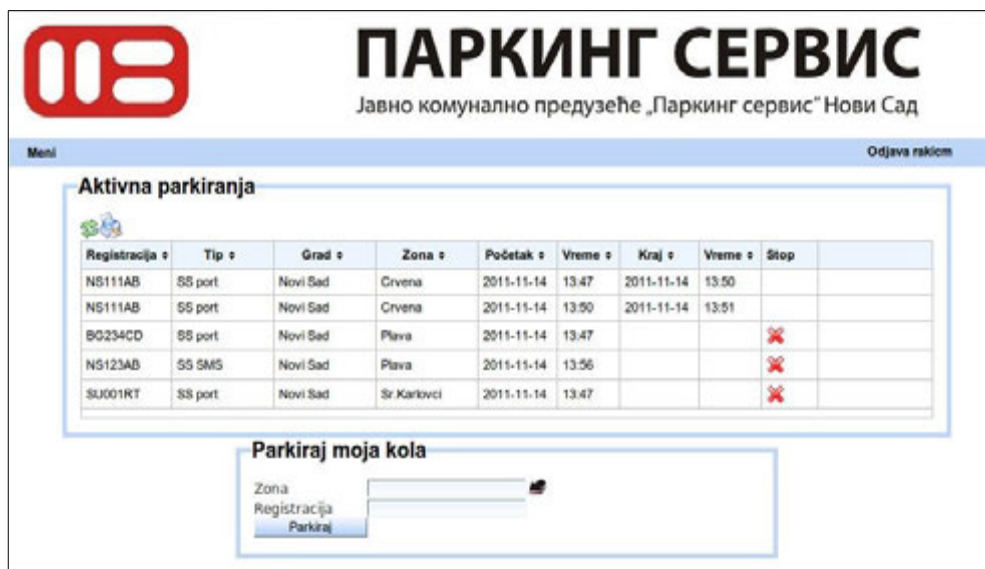 ПАРКИНГ СЕРВИС
Јавно комунално предузеће „Паркинг сервис“ Нови Сад
Meni Odjava rakicm
Aktivna parkiranja
Registracija Tip Grad Zona Početak Vreme Kraj Vreme Stop
NS111AB SS port Novi Sad Crvena 2011-11-14 13:47 2011-11-14 13:50
NS111AB SS port Novi Sad Crvena 2011-11-14 13:50 2011-11-14 13:51
BG234CD SS port Novi Sad Plava 2011-11-14 13:47
NS123AB SS SMS Novi Sad Plava 2011-11-14 13:56
SU001RT SS port Novi Sad Sr.Karlovci 2011-11-14 13:47
Parkiraj moja kola
Zona
Registracija
Parkiraj